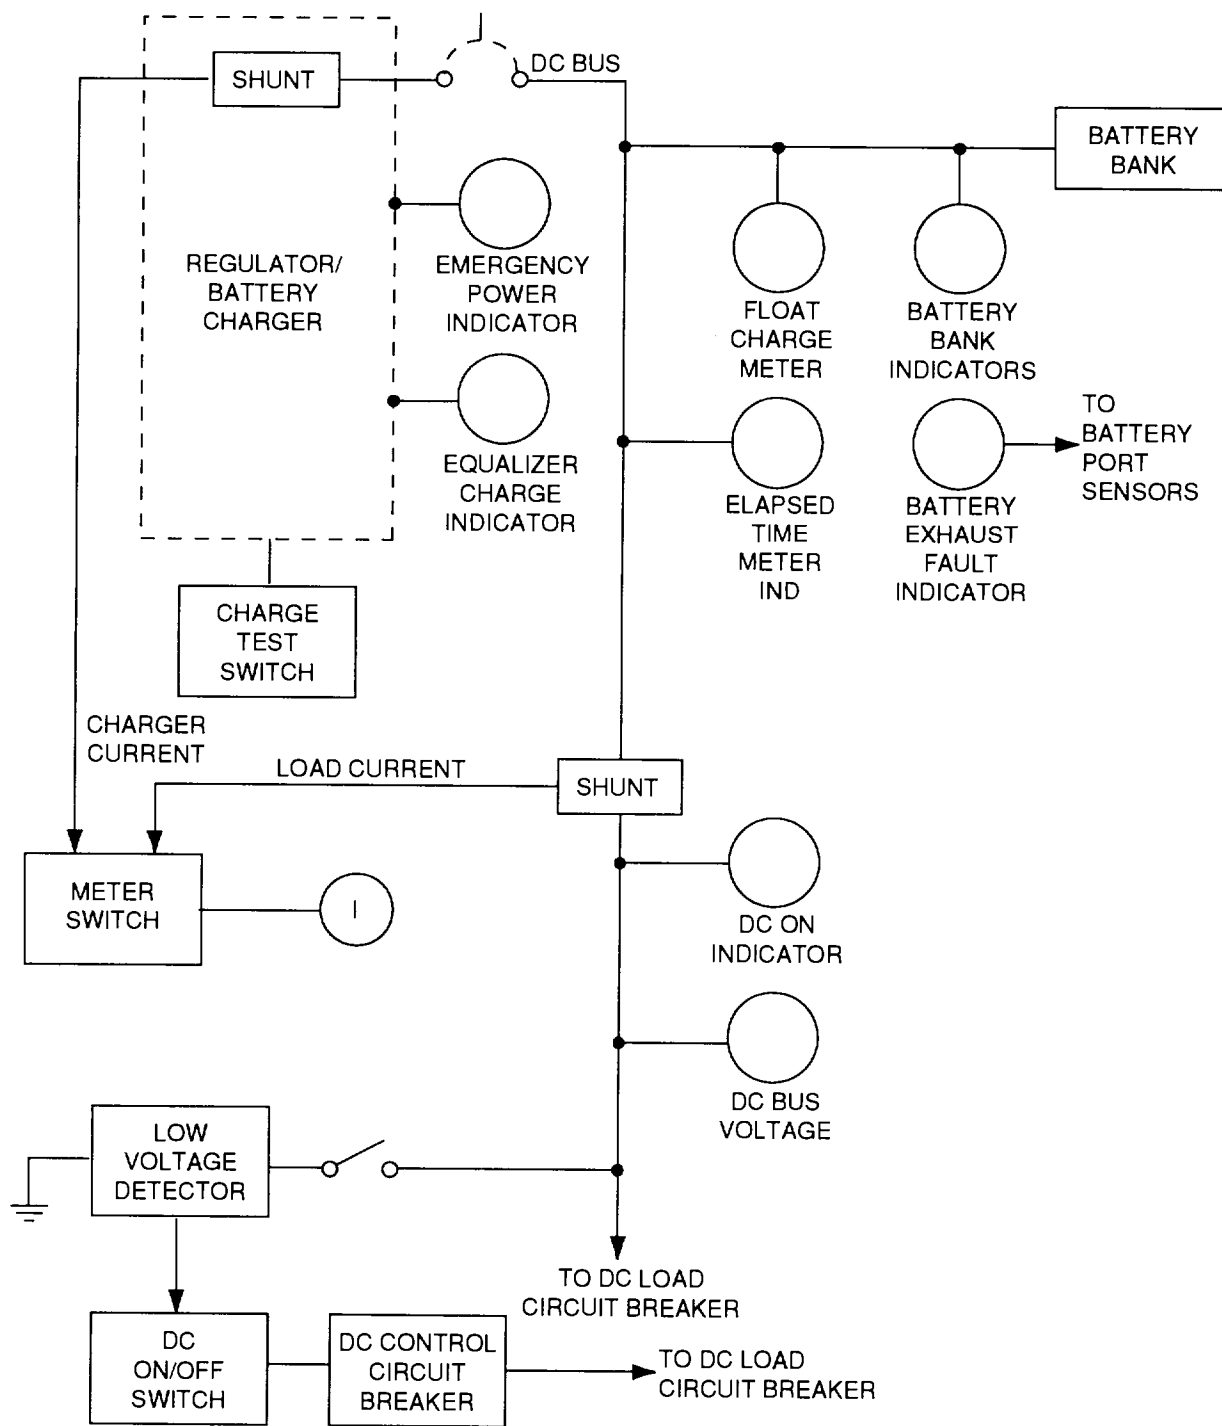 SHUNT
DC BUS
BATTERY
BANK
REGULATOR/
BATTERY
CHARGER
EMERGENCY
POWER
INDICATOR
FLOAT
CHARGE
METER
BATTERY
BANK
INDICATORS
EQUALIZER
CHARGE
INDICATOR
ELAPSED
TIME
METER
IND
BATTERY
EXHAUST
FAULT
INDICATOR
TO
BATTERY
PORT
SENSORS
CHARGE
TEST
SWITCH
CHARGER
CURRENT
LOAD CURRENT
SHUNT
METER
SWITCH
I
DC ON
INDICATOR
DC BUS
VOLTAGE
LOW
VOLTAGE
DETECTOR
TO DC LOAD
CIRCUIT BREAKER
DC
ON/OFF
SWITCH
DC CONTROL
CIRCUIT
BREAKER
TO DC LOAD
CIRCUIT BREAKER